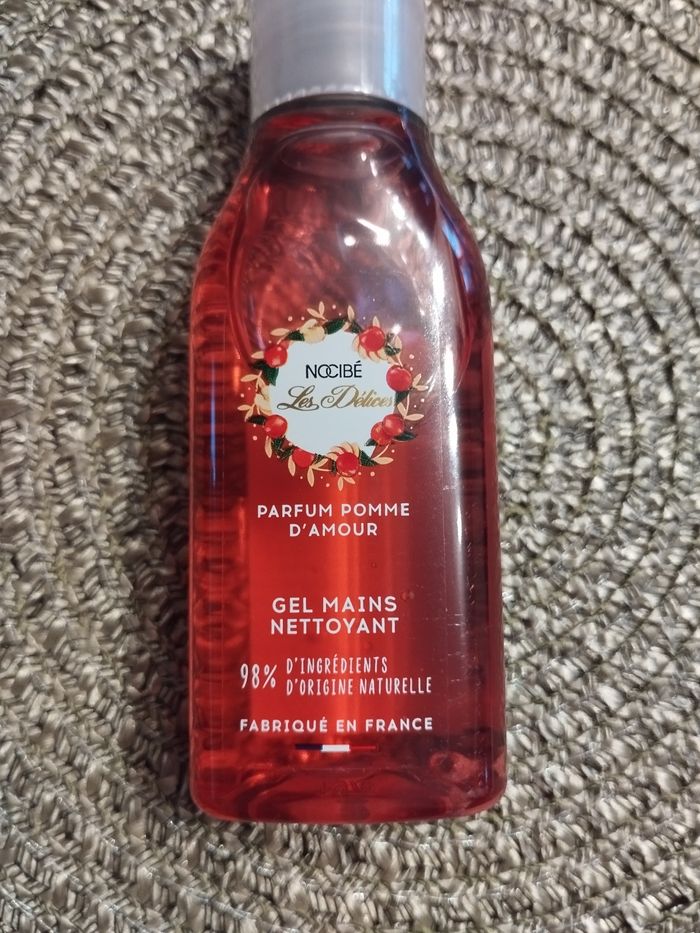 NOCIBÉ
Les Délices
PARFUM POMME
D'AMOUR
GEL MAINS
NETTOYANT
98% D'INGRÉDIENTS
D'ORIGINE NATURELLE
FABRIQUÉ EN FRANCE